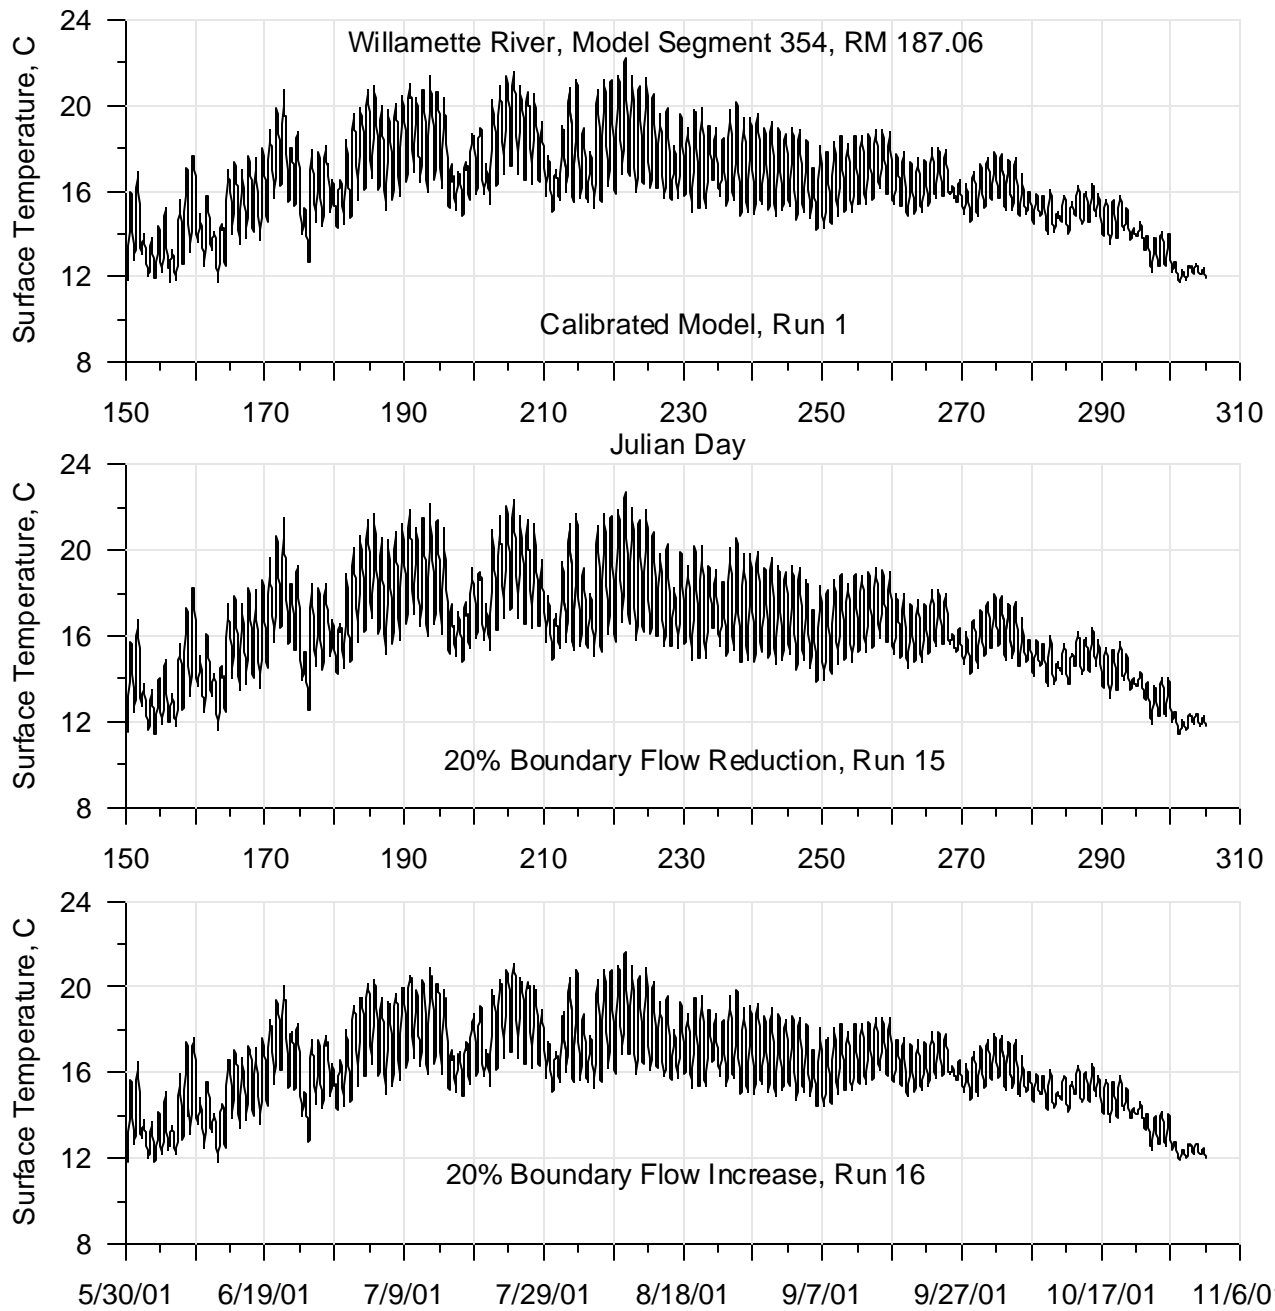 24
Willamette River, Model Segment 354, RM 187.06
20
16
12
8
Surface Temperature, C
Calibrated Model, Run 1
150 170 190 210 230 250 270 290 310
Julian Day
24
20
16
12
8
Surface Temperature, C
20% Boundary Flow Reduction, Run 15
150 170 190 210 230 250 270 290 310
24
20
16
12
8
Surface Temperature, C
20% Boundary Flow Increase, Run 16
5/30/01 6/19/01 7/9/01 7/29/01 8/18/01 9/7/01 9/27/01 10/17/01 11/6/0